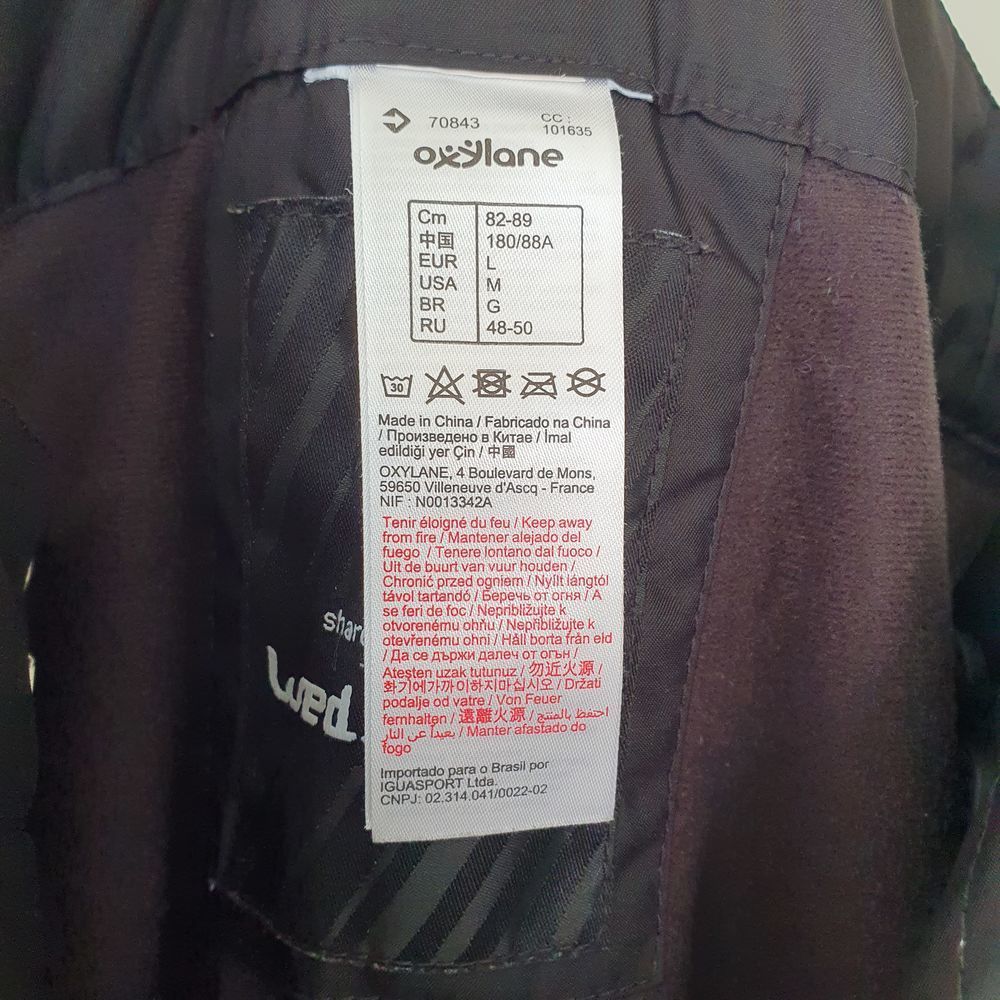 70843
CC :
101635
oxylane
Cm 82-89
中国 180/88A
EUR L
USA M
BR G
RU 48-50
30
Made in China / Fabricado na China
/ Произведено в Китае / İmal
edildiği yer Çin / 中國
OXYLANE, 4 Boulevard de Mons,
59650 Villeneuve d'Ascq - France
NIF : N0013342A
Tenir éloigné du feu / Keep away
from fire / Mantener alejado del
fuego / Tenere lontano dal fuoco /
Uit de buurt van vuur houden /
Chronić przed ogniem / Nyílt lángtól
távol tartandó / Беречь от огня / A
se feri de foc / Nepribližujte k
otvorenému ohňu / Nepřibližujte k
otevřenému ohni / Håll borta från eld
/ Да се държи далеч от огън /
Ateşten uzak tutunuz / 勿近火源 /
화기에가까이하지마십시오 / Držati
podalje od vatre / Von Feuer
fernhalten / 遠離火源 / احتفظ بالمنتج
بعيداً عن النار / Manter afastado do
fogo
Importado para o Brasil por
IGUASPORT Ltda.
CNPJ: 02.314.041/0022-02